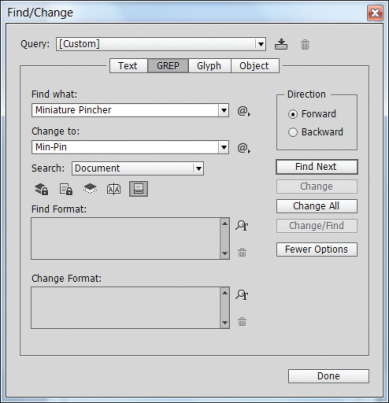 Find/Change
Query: [Custom]
Text GREP Glyph Object
Find what:
Miniature Pincher
Change to:
Min-Pin
Search: Document
Find Format:
Change Format:
Direction
Forward
Backward
Find Next
Change
Change All
Change/Find
Fewer Options
Done